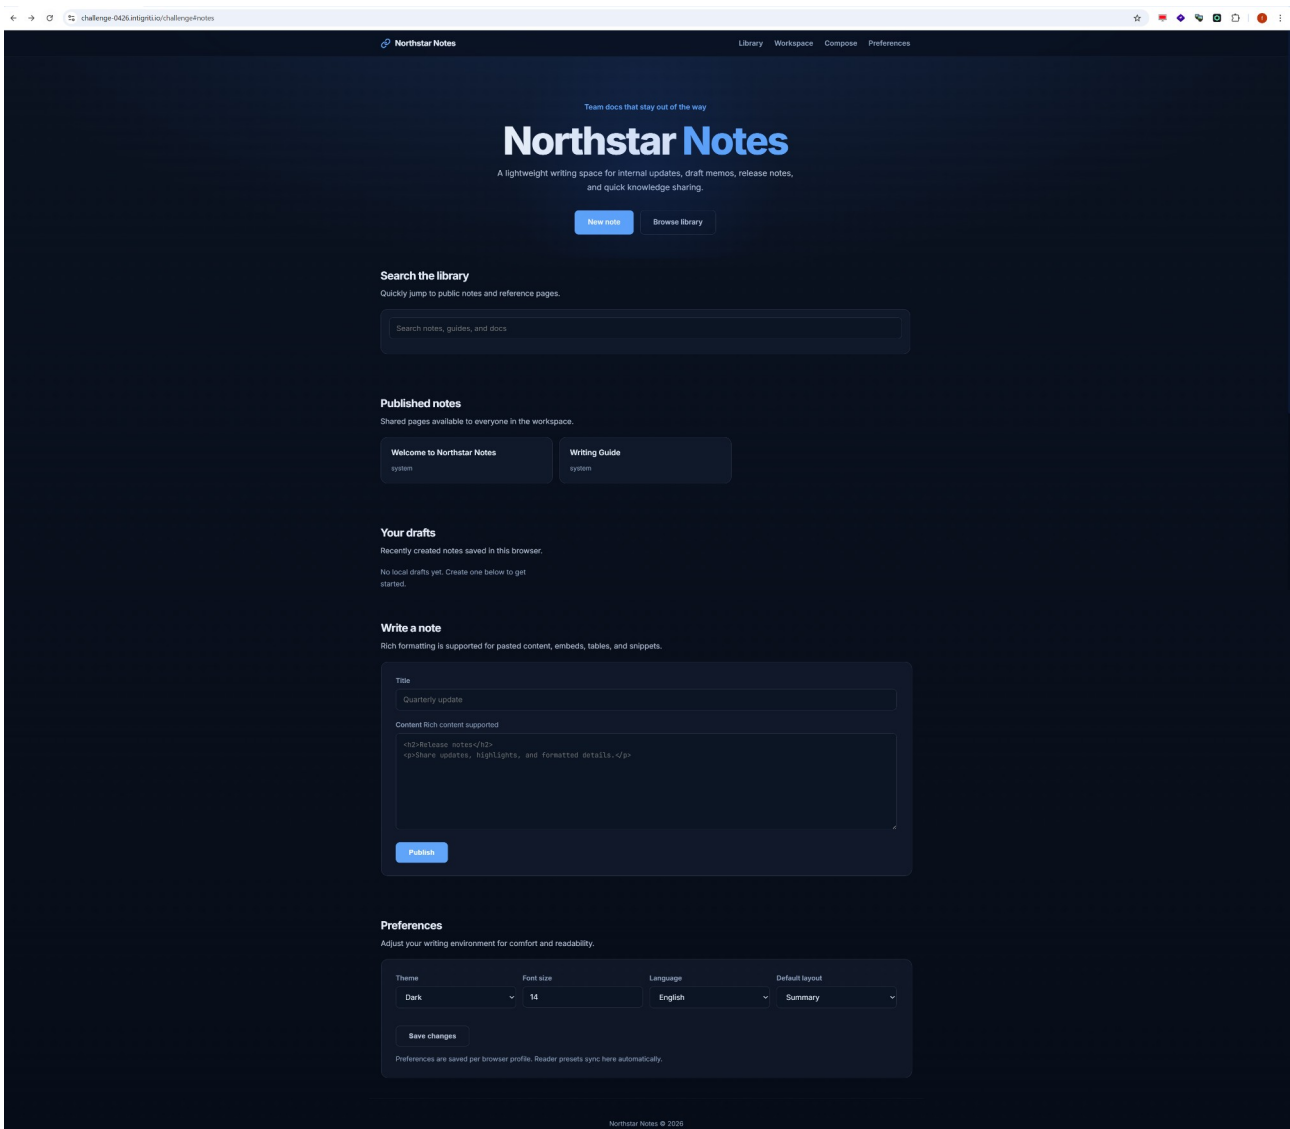 challenge-0426.intigriti.io/challenge#notes
Northstar Notes
Library Workspace Compose Preferences
Team docs that stay out of the way
Northstar Notes
A lightweight writing space for internal updates, draft memos, release notes,
and quick knowledge sharing.
New note Browse library
Search the library
Quickly jump to public notes and reference pages.
Search notes, guides, and docs
Published notes
Shared pages available to everyone in the workspace.
Welcome to Northstar Notes
system
Writing Guide
system
Your drafts
Recently created notes saved in this browser.
No local drafts yet. Create one below to get
started.
Write a note
Rich formatting is supported for pasted content, embeds, tables, and snippets.
Title
Quarterly update
Content Rich content supported
<h2>Release notes</h2>
<p>Share updates, highlights, and formatted details.</p>
Publish
Preferences
Adjust your writing environment for comfort and readability.
Theme Font size Language Default layout
Dark 14 English Summary
Save changes
Preferences are saved per browser profile. Reader presets sync here automatically.
Northstar Notes © 2026